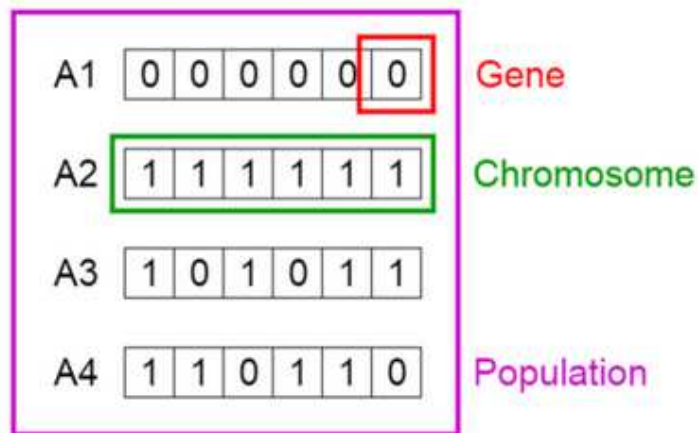 A1 0 0 0 0 0 0 Gene
A2 1 1 1 1 1 1 Chromosome
A3 1 0 1 0 1 1
A4 1 1 0 1 1 0 Population